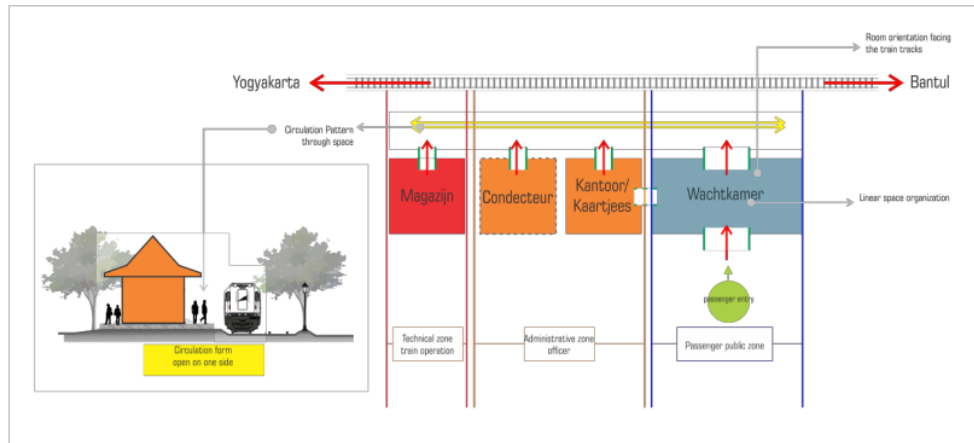 Room orientation facing
the train tracks
Yogyakarta
Bantul
Circulation Pattern
through space
Magazijn
Condecteur
Kantoor/
Kaartjees
Wachtkamer
Linear space organization
passenger entry
Technical zone
train operation
Administrative zone
officer
Passenger public zone
Circulation form
open on one side